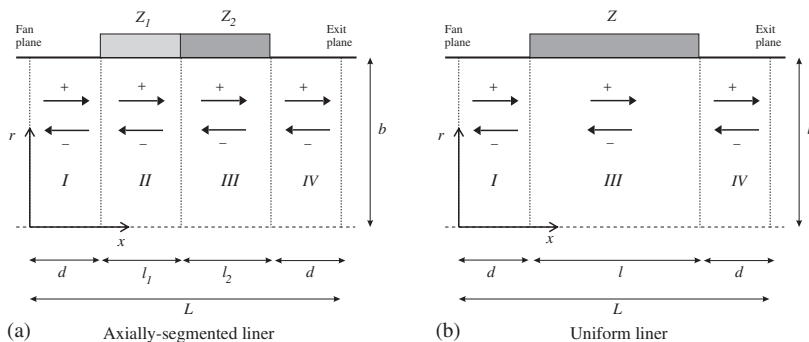 Z1 Z2
Fan plane
Exit plane
+ + + +
− − − −
r
b
I II III IV
x
d l1 l2 d
L
(a) Axially-segmented liner
Z
Fan plane
Exit plane
+ + +
− − −
r
I III IV
x
d l d
L
(b) Uniform liner